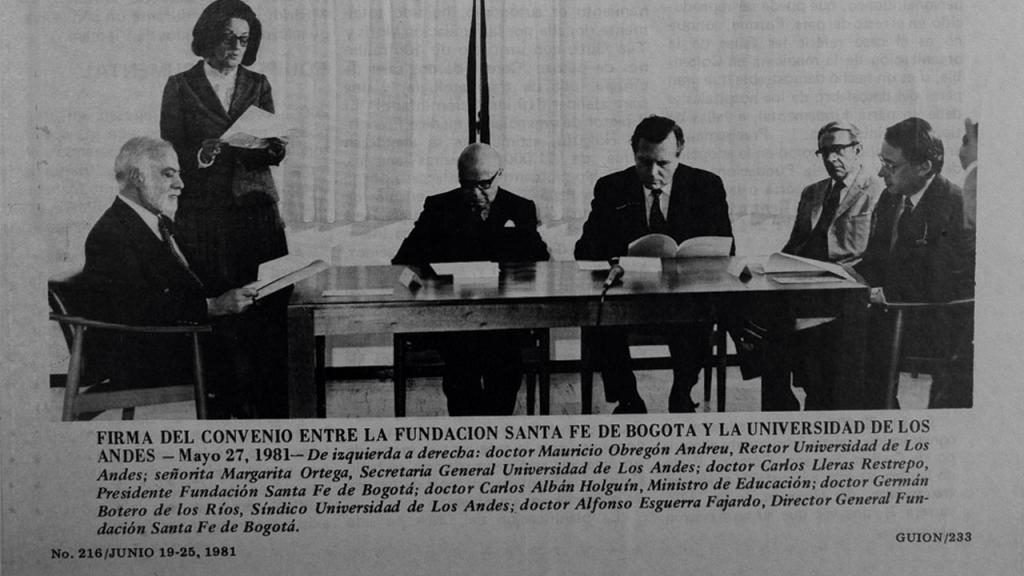 FIRMA DEL CONVENIO ENTRE LA FUNDACION SANTA FE DE BOGOTA Y LA UNIVERSIDAD DE LOS
ANDES — Mayo 27, 1981— De izquierda a derecha: doctor Mauricio Obregón Andreu, Rector Universidad de Los
Andes; señorita Margarita Ortega, Secretaria General Universidad de Los Andes; doctor Carlos Lleras Restrepo,
Presidente Fundación Santa Fe de Bogotá; doctor Carlos Albán Holguín, Ministro de Educación; doctor Germán
Botero de los Ríos, Síndico Universidad de Los Andes; doctor Alfonso Esguerra Fajardo, Director General Fun-
dación Santa Fe de Bogotá.
No. 216/JUNIO 19-25, 1981
GUION/233